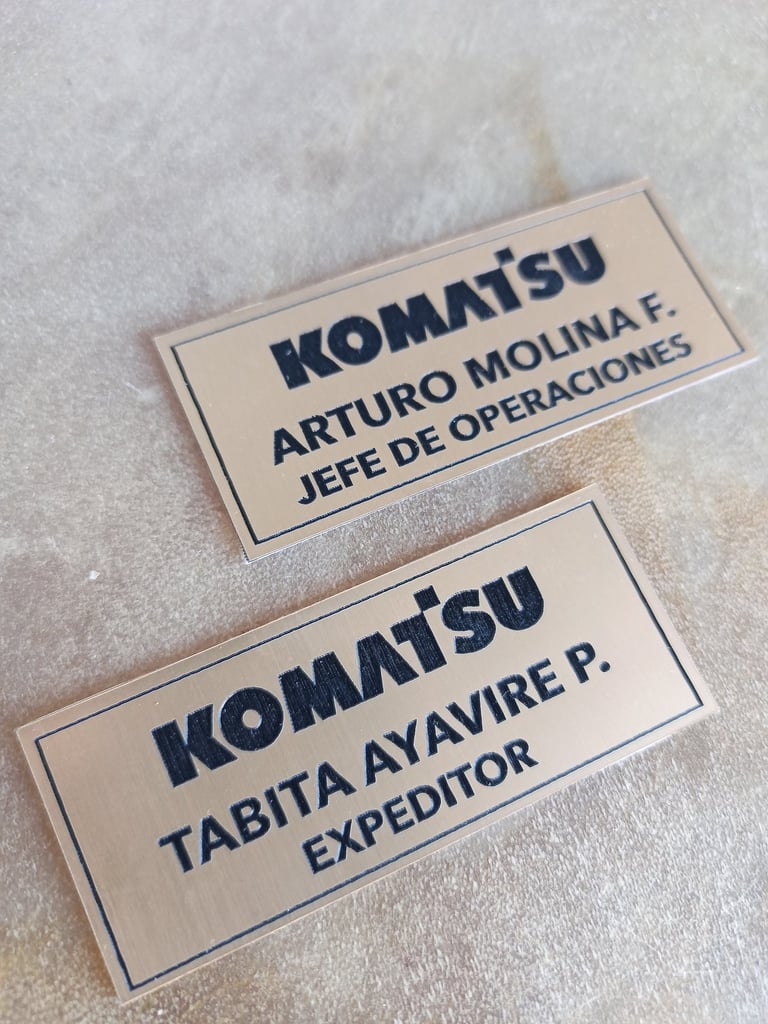 KOMATSU
ARTURO MOLINA F.
JEFE DE OPERACIONES
KOMATSU
TABITA AYAVIRE P.
EXPEDITOR